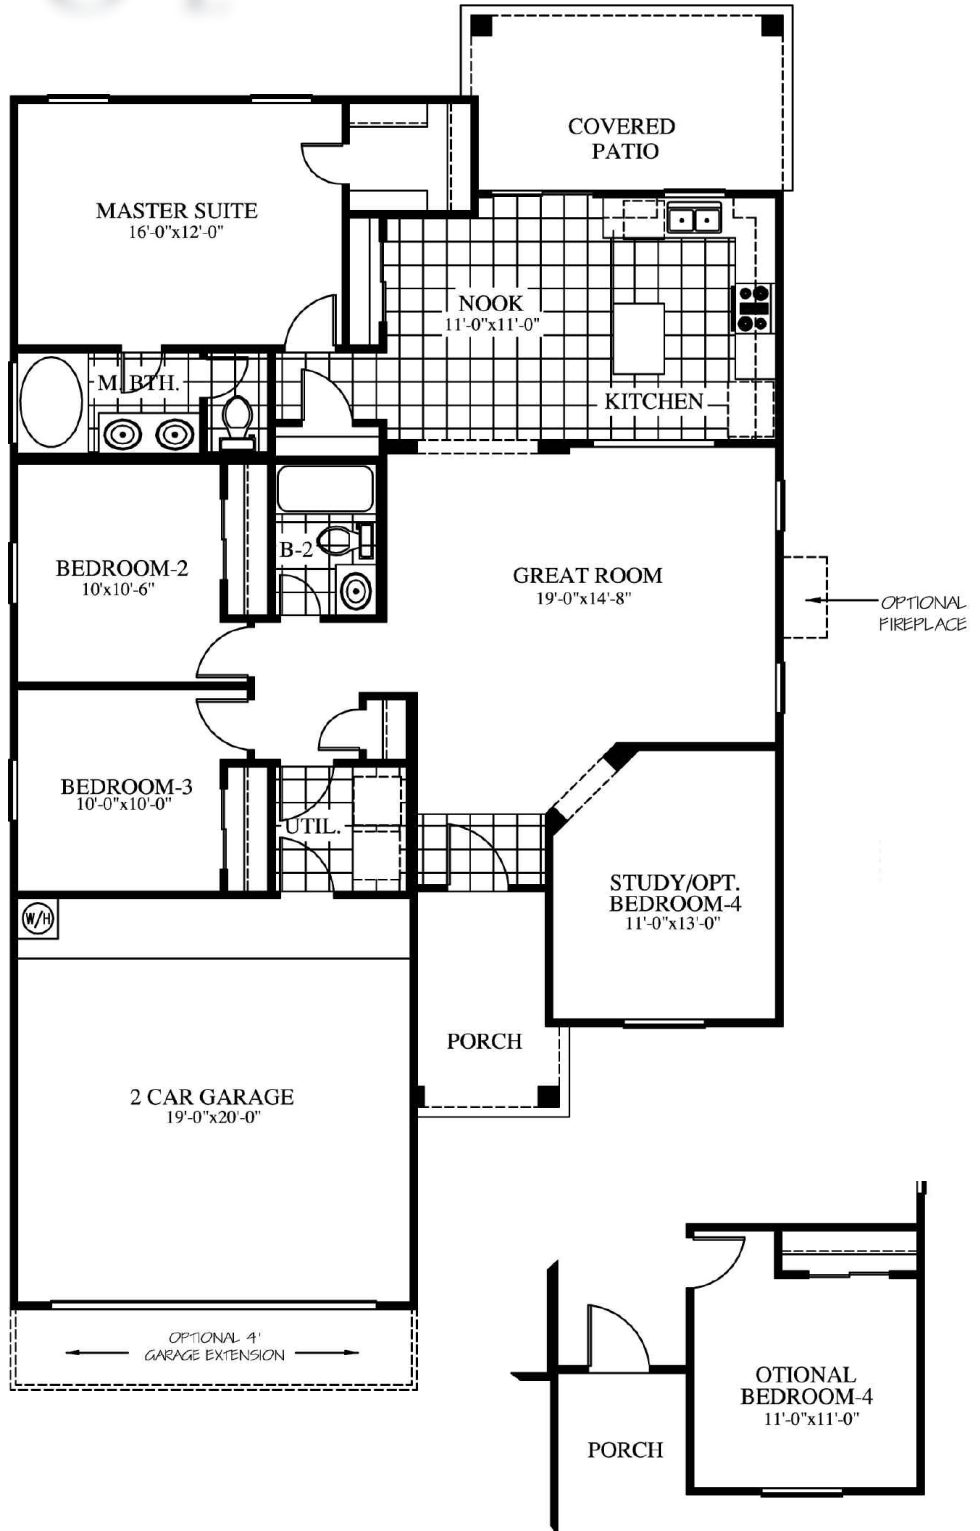 COVERED
PATIO
MASTER SUITE
16'-0"x12'-0"
NOOK
11'-0"x11'-0"
M. BTH.
KITCHEN
B-2
BEDROOM-2
10'x10'-6"
GREAT ROOM
19'-0"x14'-8"
OPTIONAL
FIREPLACE
BEDROOM-3
10'-0"x10'-0"
UTIL.
STUDY/OPT.
BEDROOM-4
11'-0"x13'-0"
W/H
PORCH
2 CAR GARAGE
19'-0"x20'-0"
OPTIONAL 4'
GARAGE EXTENSION
OTIONAL
BEDROOM-4
11'-0"x11'-0"
PORCH